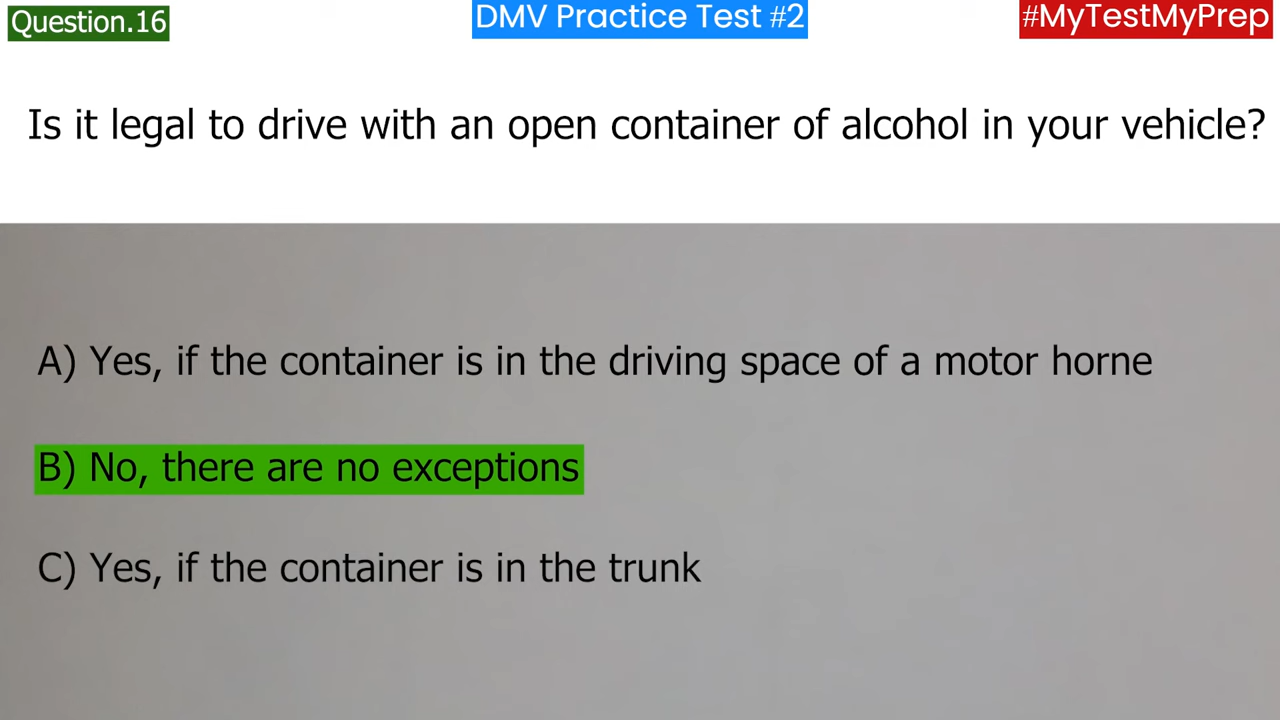 Question.16
DMV Practice Test #2
#MyTestMyPrep
Is it legal to drive with an open container of alcohol in your vehicle?
A) Yes, if the container is in the driving space of a motor horne
B) No, there are no exceptions
C) Yes, if the container is in the trunk